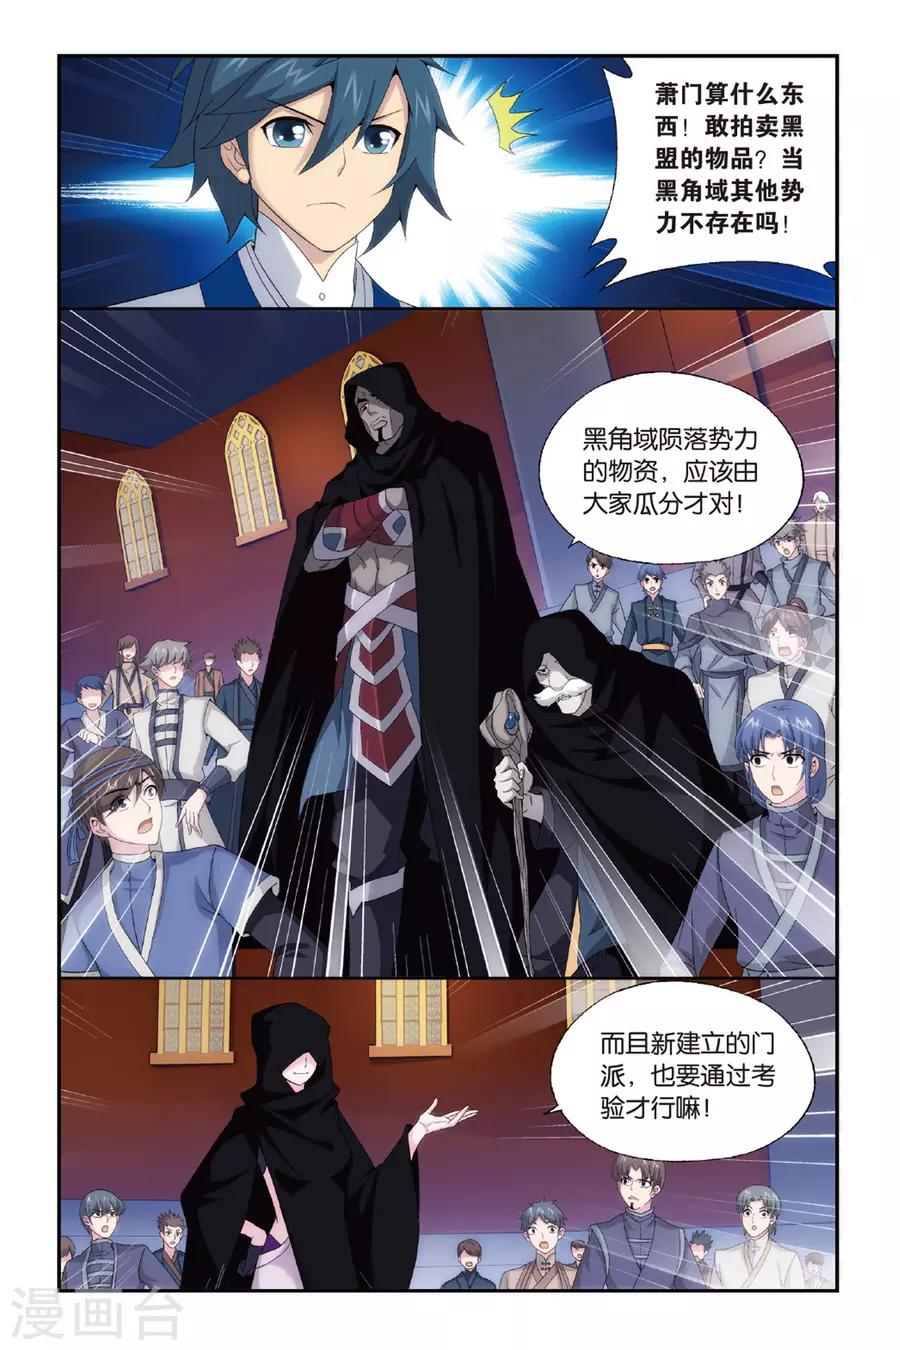 萧门算什么东
西！敢拍卖黑
盟的物品？当
黑角域其他势
力不存在吗！
黑角域陨落势力
的物资，应该由
大家瓜分才对！
而且新建立的门
派，也要通过考
验才行嘛！
漫画台